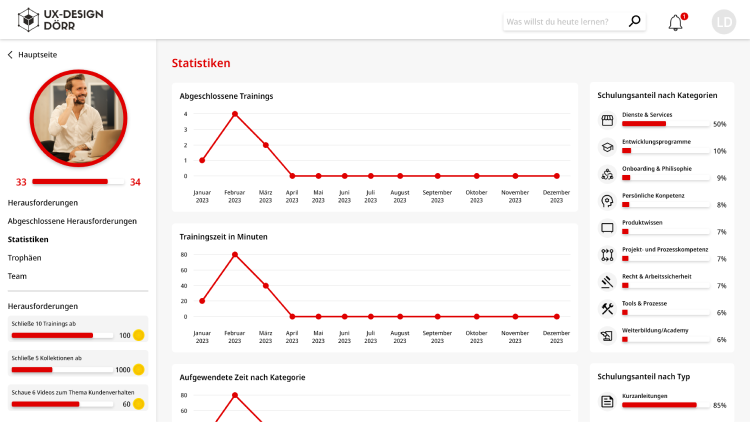 UX-DESIGN
DÖRR
Was willst du heute lernen?
1
LD
Hauptseite
33 34
Herausforderungen
Abgeschlossene Herausforderungen
Statistiken
Trophäen
Team
Herausforderungen
Schließe 10 Trainings ab
100
Schließe 5 Kollektionen ab
1000
Schaue 6 Videos zum Thema Kundenverhalten
60
Statistiken
Abgeschlossene Trainings
4
3
2
1
0
Januar 2023
Februar 2023
März 2023
April 2023
Mai 2023
Juni 2023
Juli 2023
August 2023
September 2023
Oktober 2023
November 2023
Dezember 2023
Trainingszeit in Minuten
80
60
40
20
0
Januar 2023
Februar 2023
März 2023
April 2023
Mai 2023
Juni 2023
Juli 2023
August 2023
September 2023
Oktober 2023
November 2023
Dezember 2023
Aufgewendete Zeit nach Kategorie
80
60
Schulungsanteil nach Kategorien
Dienste & Services
50%
Entwicklungsprogramme
10%
Onboarding & Philisophie
9%
Persönliche Konpetenz
8%
Produktwissen
7%
Projekt- und Prozesskompetenz
7%
Recht & Arbeitssicherheit
7%
Tools & Prozesse
6%
Weiterbildung/Academy
6%
Schulungsanteil nach Typ
Kurzanleitungen
85%